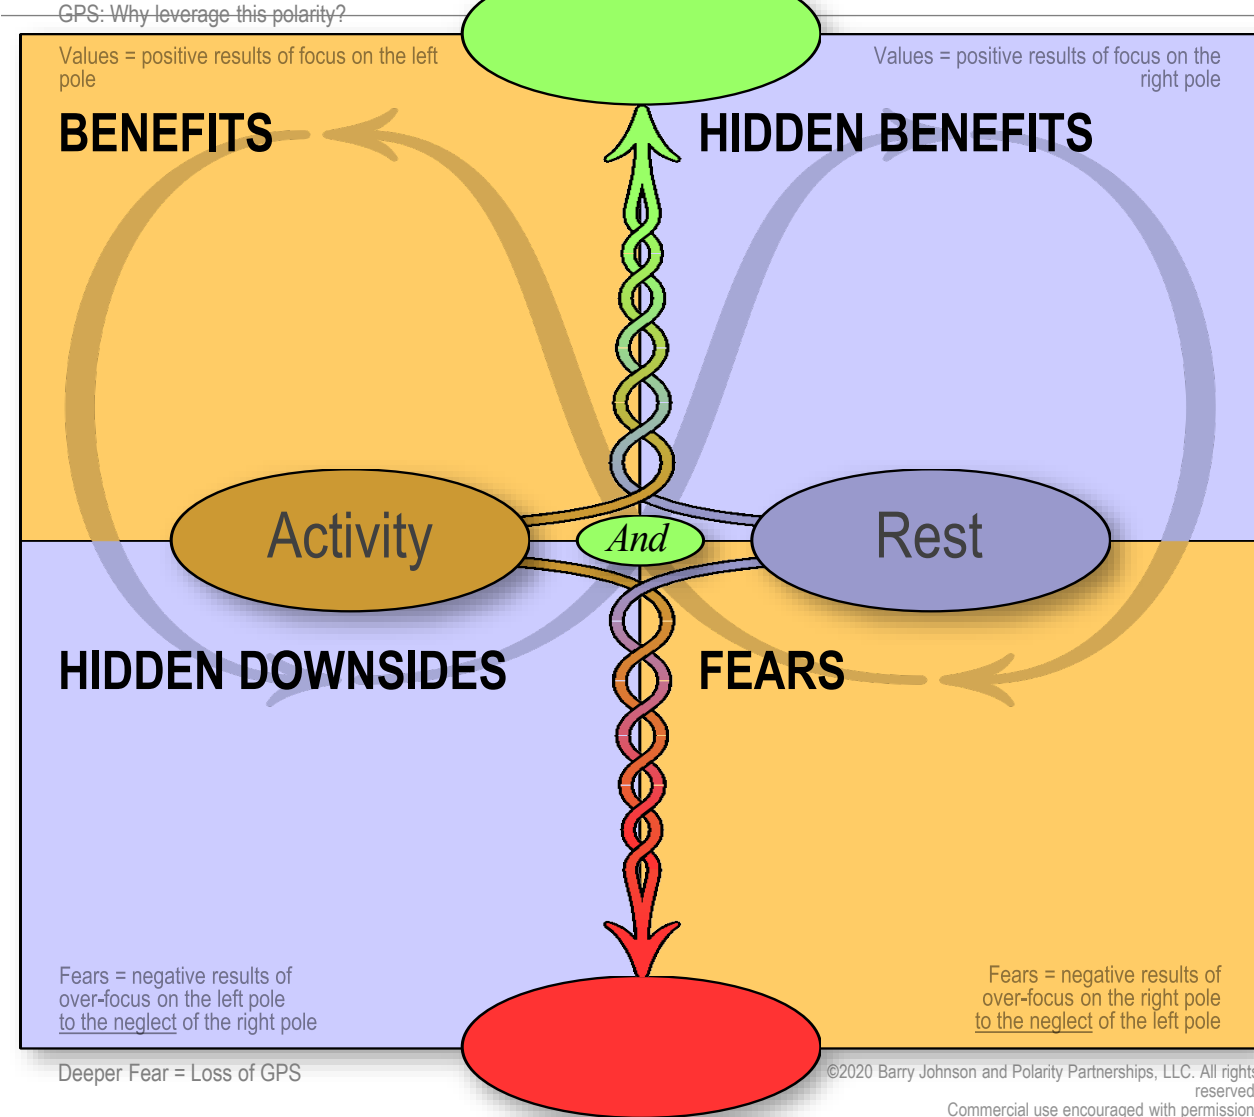 GPS: Why leverage this polarity?
Values = positive results of focus on the left
pole
Values = positive results of focus on the
right pole
BENEFITS
HIDDEN BENEFITS
Activity
And
Rest
HIDDEN DOWNSIDES
FEARS
Fears = negative results of
over-focus on the left pole
to the neglect of the right pole
Fears = negative results of
over-focus on the right pole
to the neglect of the left pole
Deeper Fear = Loss of GPS
©2020 Barry Johnson and Polarity Partnerships, LLC. All rights
reserved
Commercial use encouraged with permission